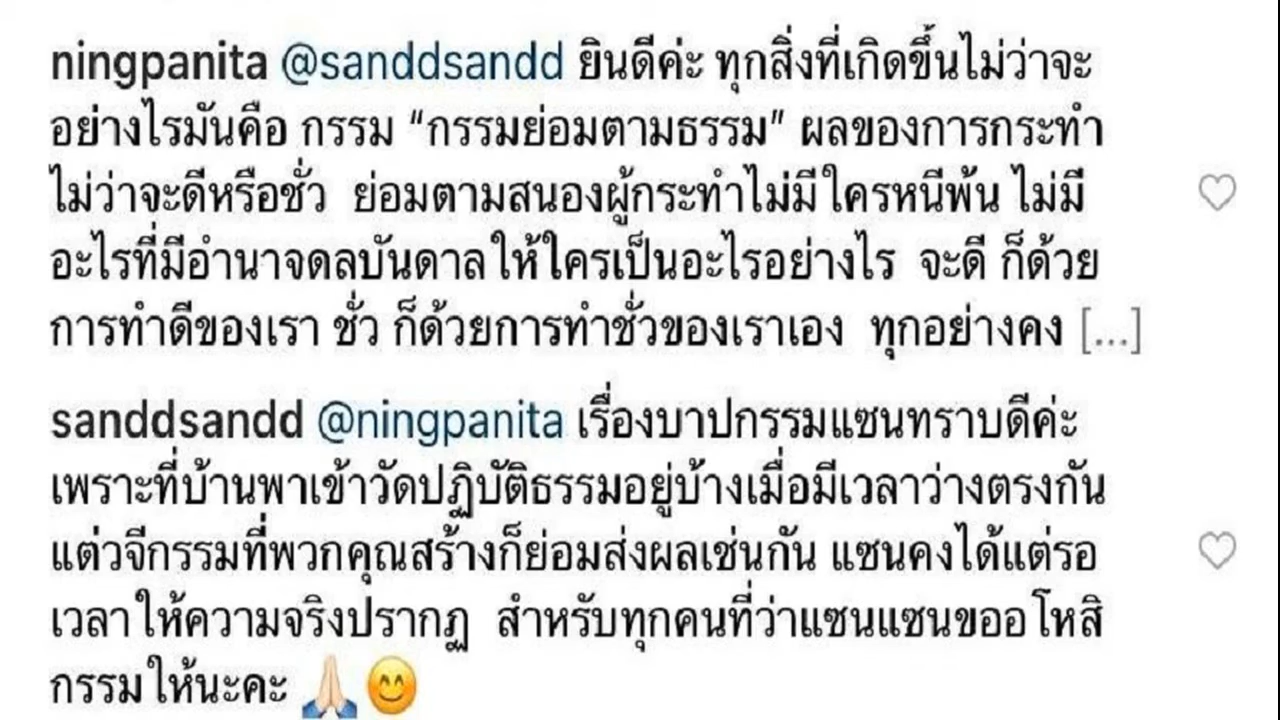 ningpanita @sanddsandd ยินดีค่ะ ทุกสิ่งที่เกิดขึ้นไม่ว่าจะ
อย่างไรมันคือ กรรม “กรรมย่อมตามธรรม” ผลของการกระทำ
ไม่ว่าจะดีหรือชั่ว ย่อมตามสนองผู้กระทำไม่มีใครหนีพ้น ไม่มี
อะไรที่มีอำนาจดลบันดาลให้ใครเป็นอะไรอย่างไร จะดี ก็ด้วย
การทำดีของเรา ชั่ว ก็ด้วยการทำชั่วของเราเอง ทุกอย่างคง [...]
sanddsandd @ningpanita เรื่องบาปกรรมแซนทราบดีค่ะ
เพราะที่บ้านพาเข้าวัดปฏิบัติธรรมอยู่บ้างเมื่อมีเวลาว่างตรงกัน
แต่วจีกรรมที่พวกคุณสร้างก็ย่อมส่งผลเช่นกัน แซนคงได้แต่รอ
เวลาให้ความจริงปรากฏ สำหรับทุกคนที่ว่าแซนแซนขออโหสิ
กรรมให้นะคะ 🙏🏻😊